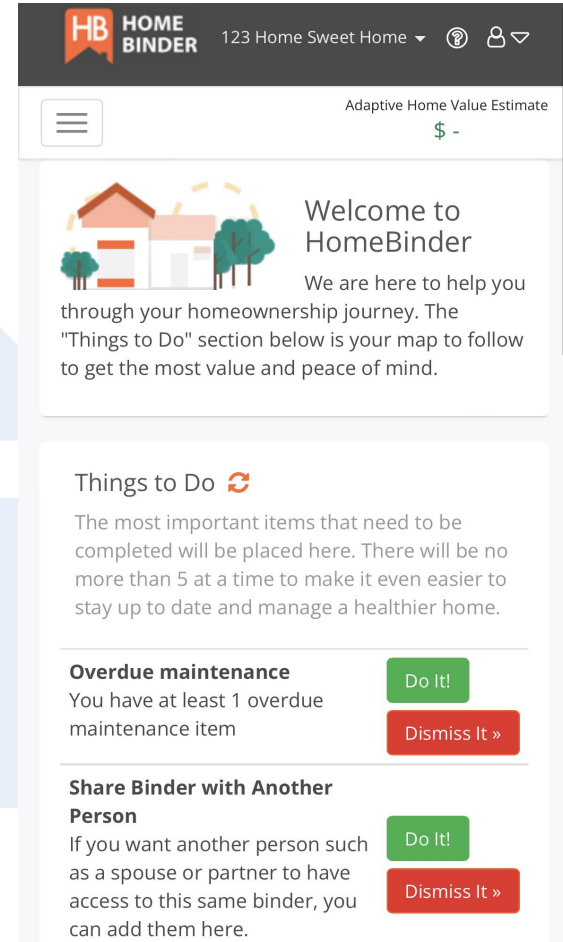 HB HOME
BINDER
123 Home Sweet Home
Adaptive Home Value Estimate
$ -
Welcome to
HomeBinder
We are here to help you
through your homeownership journey. The
"Things to Do" section below is your map to follow
to get the most value and peace of mind.
Things to Do
The most important items that need to be
completed will be placed here. There will be no
more than 5 at a time to make it even easier to
stay up to date and manage a healthier home.
Overdue maintenance
You have at least 1 overdue
maintenance item
Do It!
Dismiss It »
Share Binder with Another
Person
If you want another person such
as a spouse or partner to have
access to this same binder, you
can add them here.
Do It!
Dismiss It »